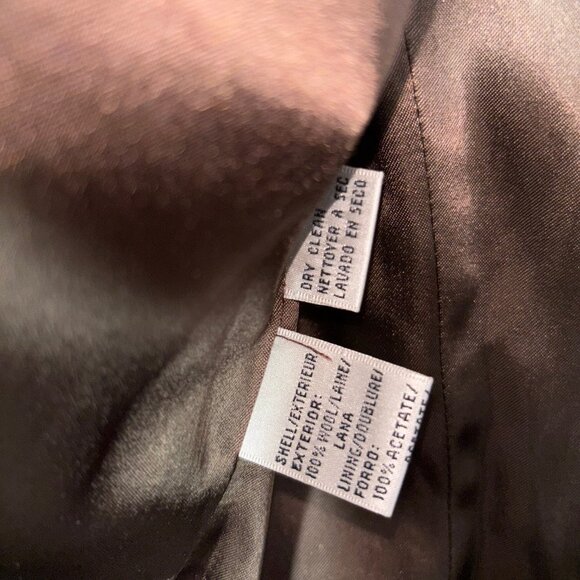 DRY CLEAN
NETTOYER A SEC
LAVADO EN SECO
SHELL/EXTERIEUR
EXTERIOR:
100% WOOL/LAINE/
LANA
LINING/DOUBLURE/
FORRO:
100% ACETATE/